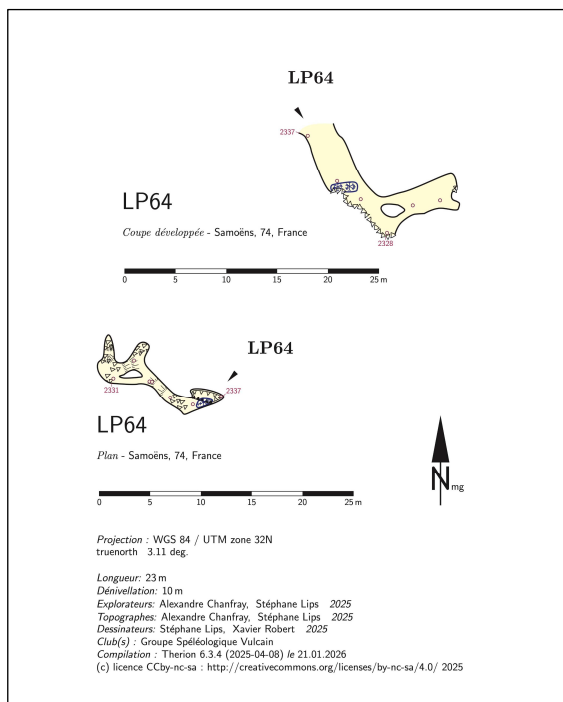 LP64
2337
LP64
Coupe développée - Samoëns, 74, France
2328
0 5 10 15 20 25 m
LP64
2331
2337
LP64
Plan - Samoëns, 74, France
0 5 10 15 20 25 m
N mg
Projection : WGS 84 / UTM zone 32N
truenorth 3.11 deg.
Longueur: 23 m
Dénivellation: 10 m
Explorateurs: Alexandre Chanfray, Stéphane Lips 2025
Topographes: Alexandre Chanfray, Stéphane Lips 2025
Dessinateurs: Stéphane Lips, Xavier Robert 2025
Club(s) : Groupe Spéléologique Vulcain
Compilation : Therion 6.3.4 (2025-04-08) le 21.01.2026
(c) licence CCby-nc-sa : http://creativecommons.org/licenses/by-nc-sa/4.0/ 2025